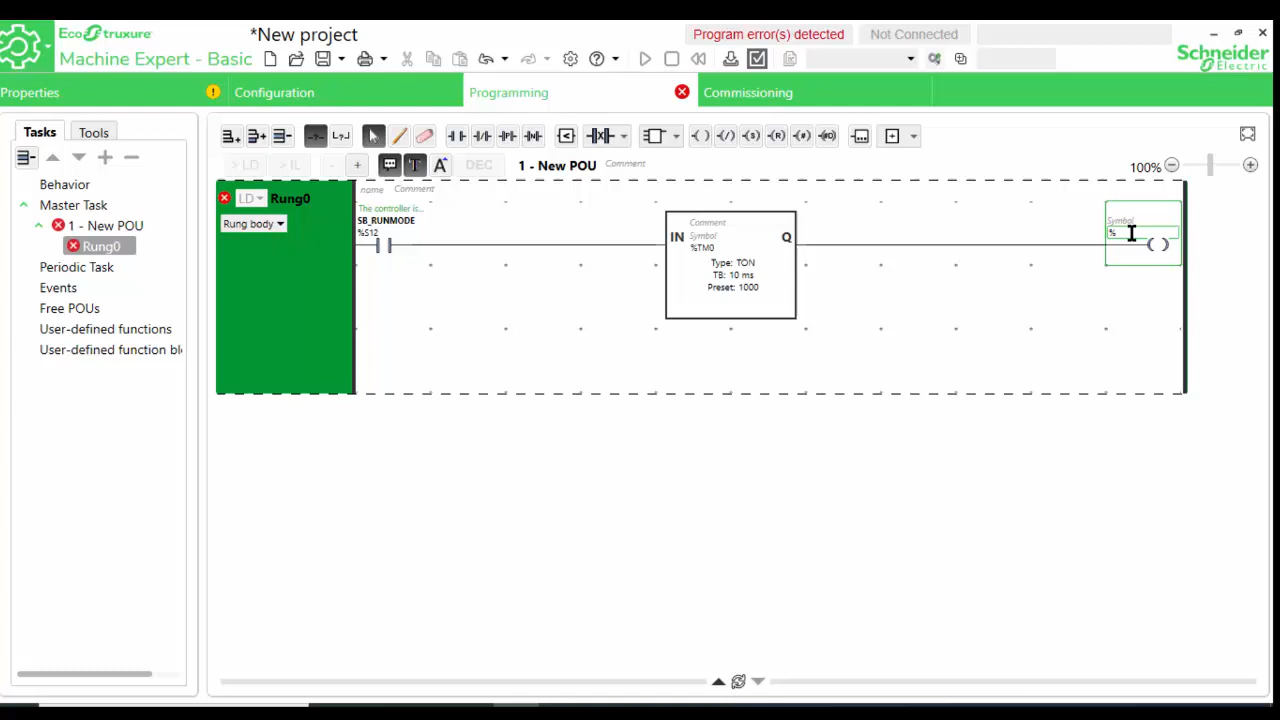 EcoStruxure
Machine Expert - Basic
*New project
Program error(s) detected
Not Connected
Schneider
Electric
Properties
Configuration
Programming
Commissioning
Tasks
Tools
Behavior
Master Task
1 - New POU
Rung0
Periodic Task
Events
Free POUs
User-defined functions
User-defined function bl
> LD
> IL
- +
T
A
DEC
1 - New POU
Comment
100%
LD
Rung0
Rung body
name
Comment
The controller is...
SB_RUNMODE
%S12
Comment
IN
Symbol
Q
%TM0
Type: TON
TB: 10 ms
Preset: 1000
Symbol
%